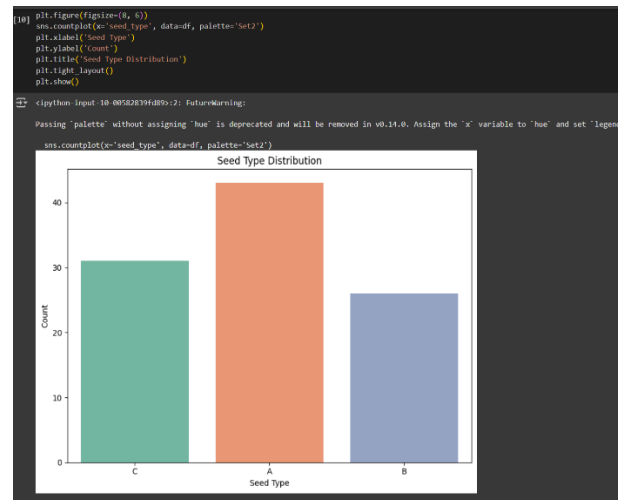 [10] plt.figure(figsize=(8, 6))
sns.countplot(x='seed_type', data=df, palette='Set2')
plt.xlabel('Seed Type')
plt.ylabel('Count')
plt.title('Seed Type Distribution')
plt.tight_layout()
plt.show()
<ipython-input-10-00582839fd89>:2: FutureWarning:
Passing `palette` without assigning `hue` is deprecated and will be removed in v0.14.0. Assign the `x` variable to `hue` and set `legen
sns.countplot(x='seed_type', data=df, palette='Set2')
Seed Type Distribution
40
30
20
10
0
Count
C A B
Seed Type